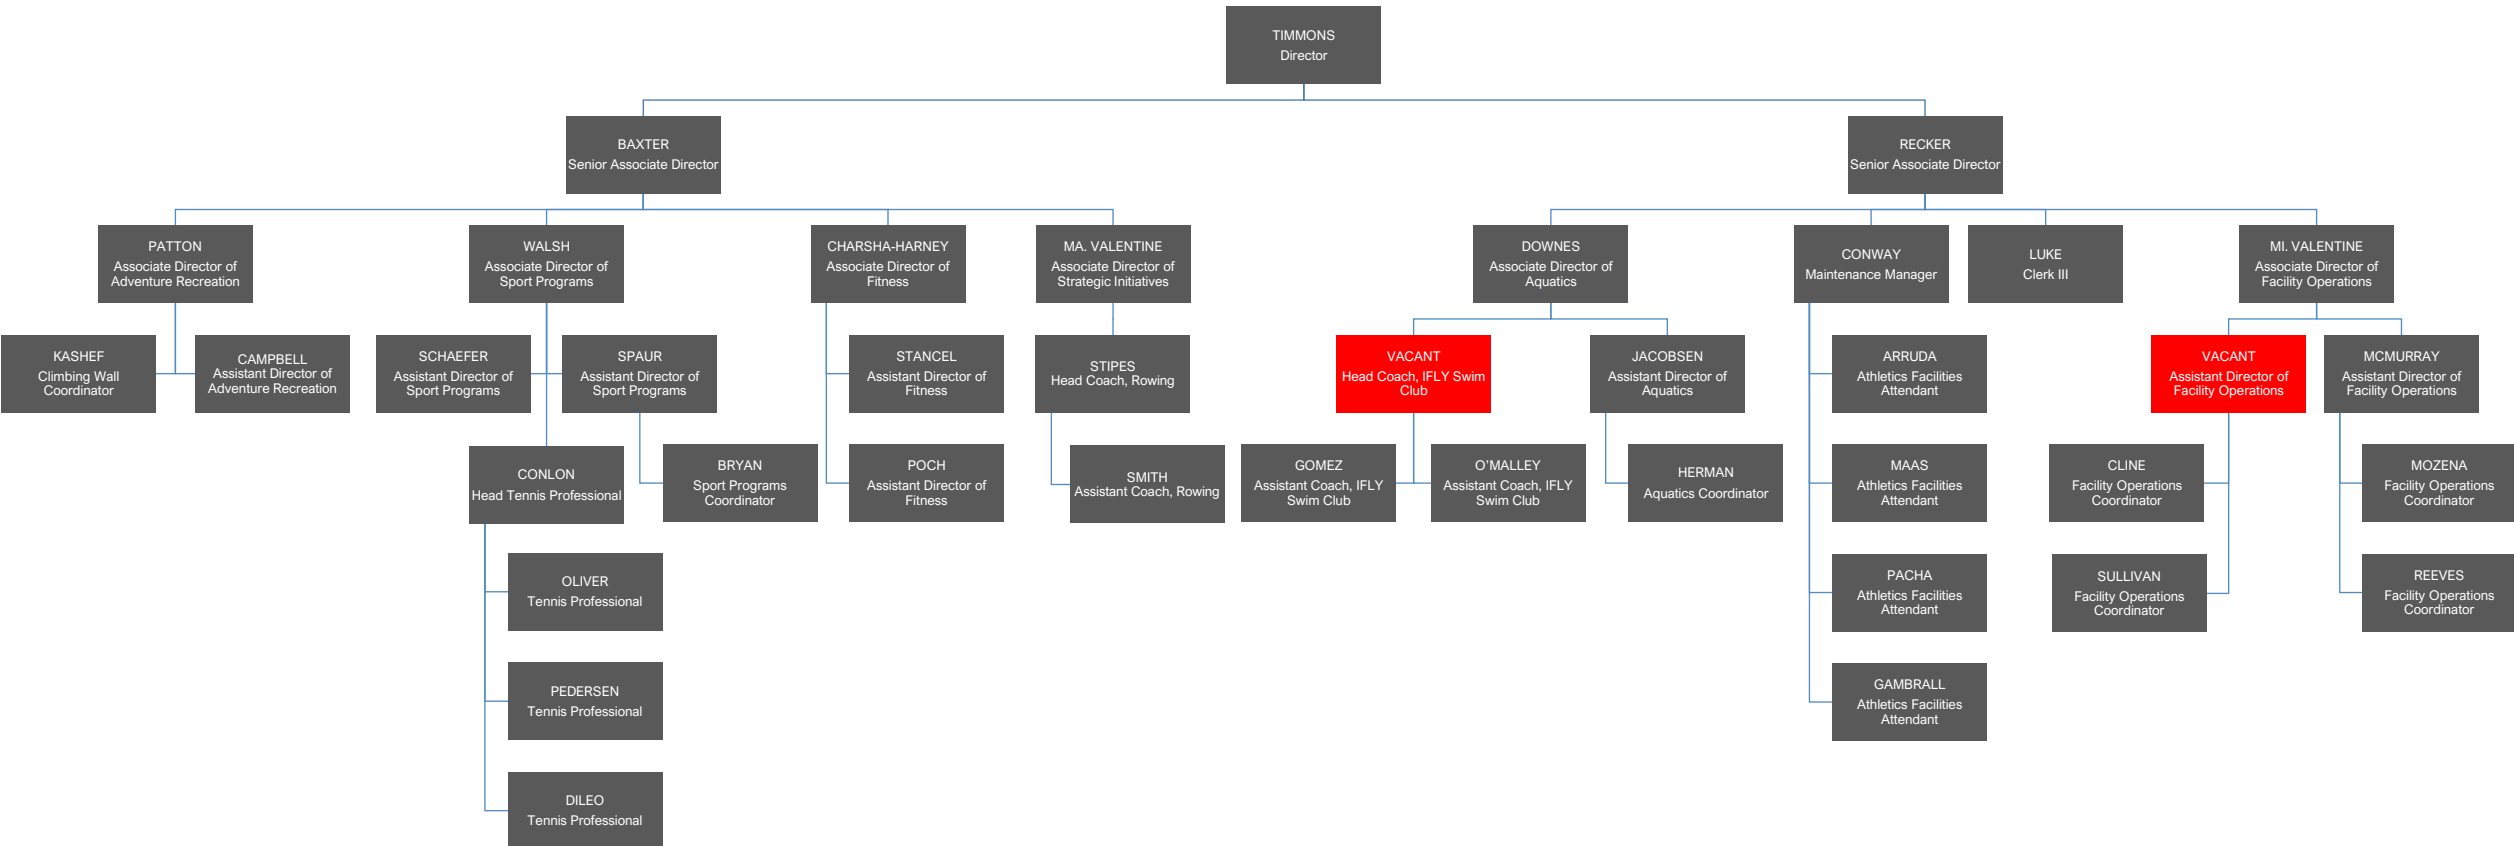 TIMMONS
Director
BAXTER
Senior Associate Director
RECKER
Senior Associate Director
PATTON
Associate Director of
Adventure Recreation
WALSH
Associate Director of
Sport Programs
CHARSHA-HARNEY
Associate Director of
Fitness
MA. VALENTINE
Associate Director of
Strategic Initiatives
DOWNES
Associate Director of
Aquatics
CONWAY
Maintenance Manager
LUKE
Clerk III
MI. VALENTINE
Associate Director of
Facility Operations
KASHEF
Climbing Wall
Coordinator
CAMPBELL
Assistant Director of
Adventure Recreation
SCHAEFER
Assistant Director of
Sport Programs
SPAUR
Assistant Director of
Sport Programs
STANCEL
Assistant Director of
Fitness
STIPES
Head Coach, Rowing
VACANT
Head Coach, IFLY Swim
Club
JACOBSEN
Assistant Director of
Aquatics
ARRUDA
Athletics Facilities
Attendant
VACANT
Assistant Director of
Facility Operations
MCMURRAY
Assistant Director of
Facility Operations
CONLON
Head Tennis Professional
BRYAN
Sport Programs
Coordinator
POCH
Assistant Director of
Fitness
SMITH
Assistant Coach, Rowing
GOMEZ
Assistant Coach, IFLY
Swim Club
O’MALLEY
Assistant Coach, IFLY
Swim Club
HERMAN
Aquatics Coordinator
MAAS
Athletics Facilities
Attendant
CLINE
Facility Operations
Coordinator
MOZENA
Facility Operations
Coordinator
OLIVER
Tennis Professional
PACHA
Athletics Facilities
Attendant
SULLIVAN
Facility Operations
Coordinator
REEVES
Facility Operations
Coordinator
PEDERSEN
Tennis Professional
GAMBRALL
Athletics Facilities
Attendant
DILEO
Tennis Professional